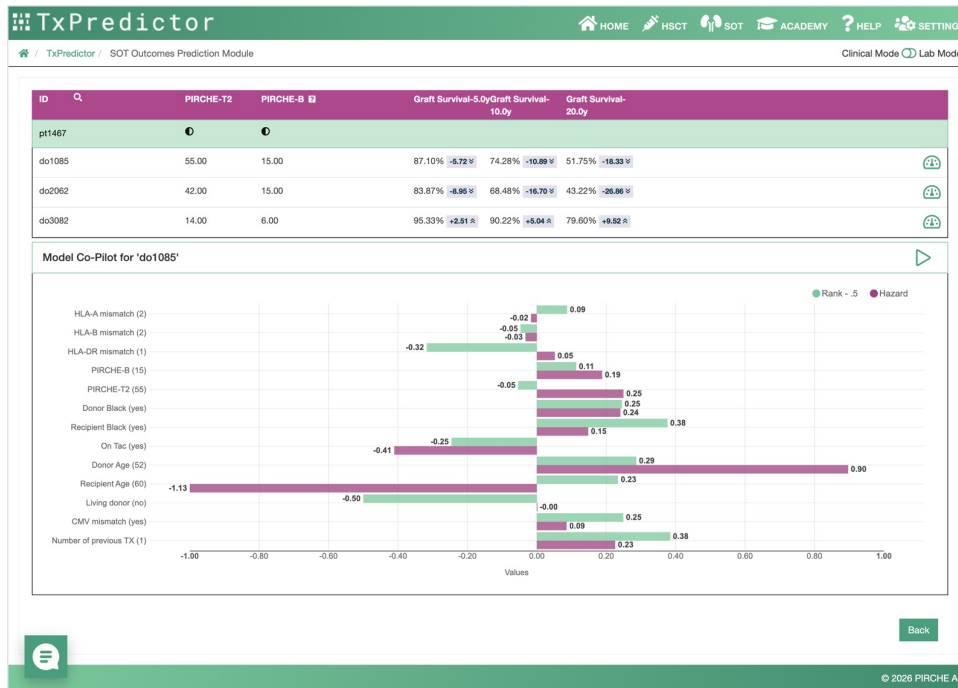 TxPredictor
HOME HSCT SOT ACADEMY ? HELP SETTING
/ TxPredictor / SOT Outcomes Prediction Module
Clinical Mode Lab Mode
ID PIRCHE-T2 PIRCHE-B ? Graft Survival-5.0y Graft Survival-10.0y Graft Survival-20.0y
pt1467
do1085 55.00 15.00 87.10% -5.72 74.28% -10.89 51.75% -18.33
do2062 42.00 15.00 83.87% -8.95 68.48% -16.70 43.22% -26.86
do3082 14.00 6.00 95.33% +2.51 90.22% +5.04 79.60% +9.52
Model Co-Pilot for 'do1085'
Rank - .5 Hazard
HLA-A mismatch (2) 0.09 -0.02
HLA-B mismatch (2) -0.05 -0.03
HLA-DR mismatch (1) -0.32 0.05
PIRCHE-B (15) 0.11 0.19
PIRCHE-T2 (55) -0.05 0.25
Donor Black (yes) 0.25 0.24
Recipient Black (yes) 0.38 0.15
On Tac (yes) -0.25 -0.41
Donor Age (52) 0.29 0.90
Recipient Age (60) 0.23 -1.13
Living donor (no) -0.50 -0.00
CMV mismatch (yes) 0.25 0.09
Number of previous TX (1) 0.38 0.23
-1.00 -0.80 -0.60 -0.40 -0.20 0.00 0.20 0.40 0.60 0.80 1.00
Values
Back
© 2026 PIRCHE A